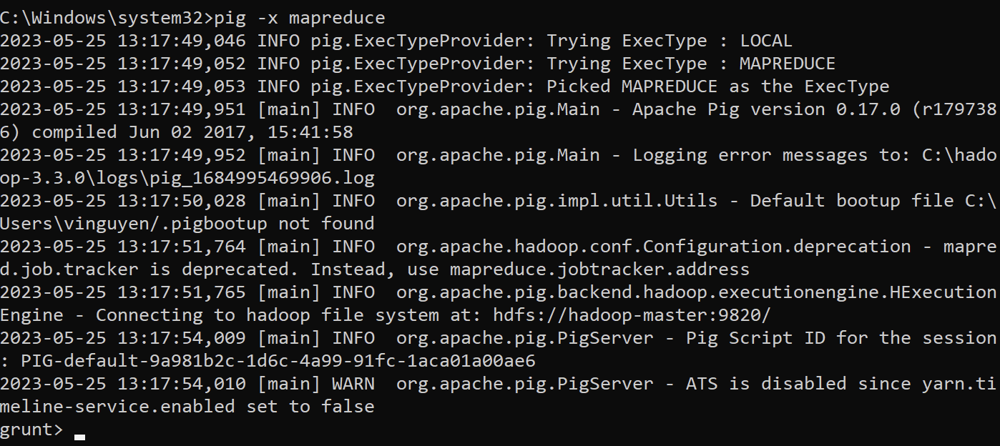 C:\Windows\system32>pig -x mapreduce
2023-05-25 13:17:49,046 INFO pig.ExecTypeProvider: Trying ExecType : LOCAL
2023-05-25 13:17:49,052 INFO pig.ExecTypeProvider: Trying ExecType : MAPREDUCE
2023-05-25 13:17:49,053 INFO pig.ExecTypeProvider: Picked MAPREDUCE as the ExecType
2023-05-25 13:17:49,951 [main] INFO  org.apache.pig.Main - Apache Pig version 0.17.0 (r179738
6) compiled Jun 02 2017, 15:41:58
2023-05-25 13:17:49,952 [main] INFO  org.apache.pig.Main - Logging error messages to: C:\hado
op-3.3.0\logs\pig_1684995469906.log
2023-05-25 13:17:50,028 [main] INFO  org.apache.pig.impl.util.Utils - Default bootup file C:\
Users\vinguyen/.pigbootup not found
2023-05-25 13:17:51,764 [main] INFO  org.apache.hadoop.conf.Configuration.deprecation - mapre
d.job.tracker is deprecated. Instead, use mapreduce.jobtracker.address
2023-05-25 13:17:51,765 [main] INFO  org.apache.pig.backend.hadoop.executionengine.HExecution
Engine - Connecting to hadoop file system at: hdfs://hadoop-master:9820/
2023-05-25 13:17:54,009 [main] INFO  org.apache.pig.PigServer - Pig Script ID for the session
: PIG-default-9a981b2c-1d6c-4a99-91fc-1aca01a00ae6
2023-05-25 13:17:54,010 [main] WARN  org.apache.pig.PigServer - ATS is disabled since yarn.ti
meline-service.enabled set to false
grunt>